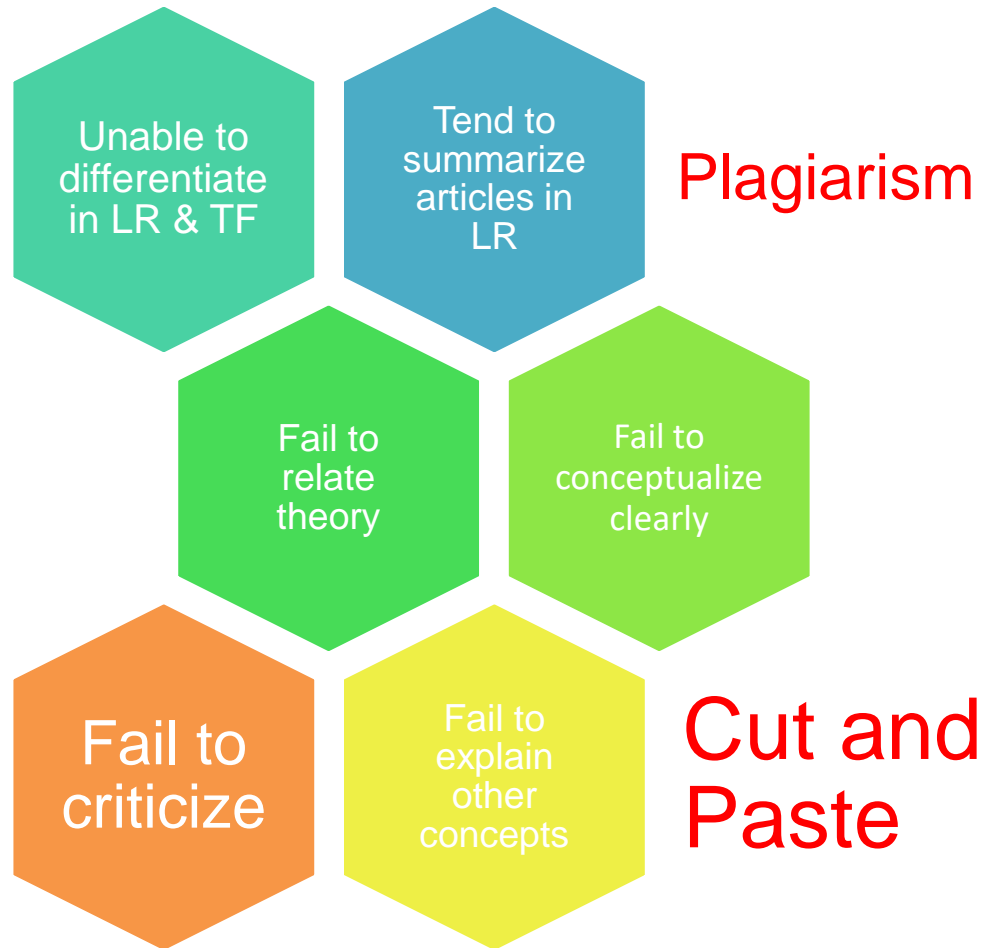 Unable to
differentiate
in LR & TF
Tend to
summarize
articles in
LR
Plagiarism
Fail to
relate
theory
Fail to
conceptualize
clearly
Fail to
criticize
Fail to
explain
other
concepts
Cut and
Paste